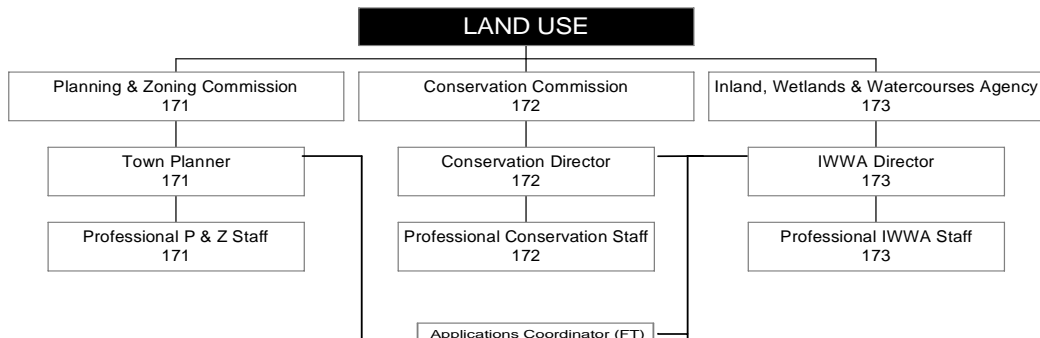 LAND USE
Planning & Zoning Commission
171
Conservation Commission
172
Inland, Wetlands & Watercourses Agency
173
Town Planner
171
Conservation Director
172
IWWA Director
173
Professional P & Z Staff
171
Professional Conservation Staff
172
Professional IWWA Staff
173
Applications Coordinator (FT)